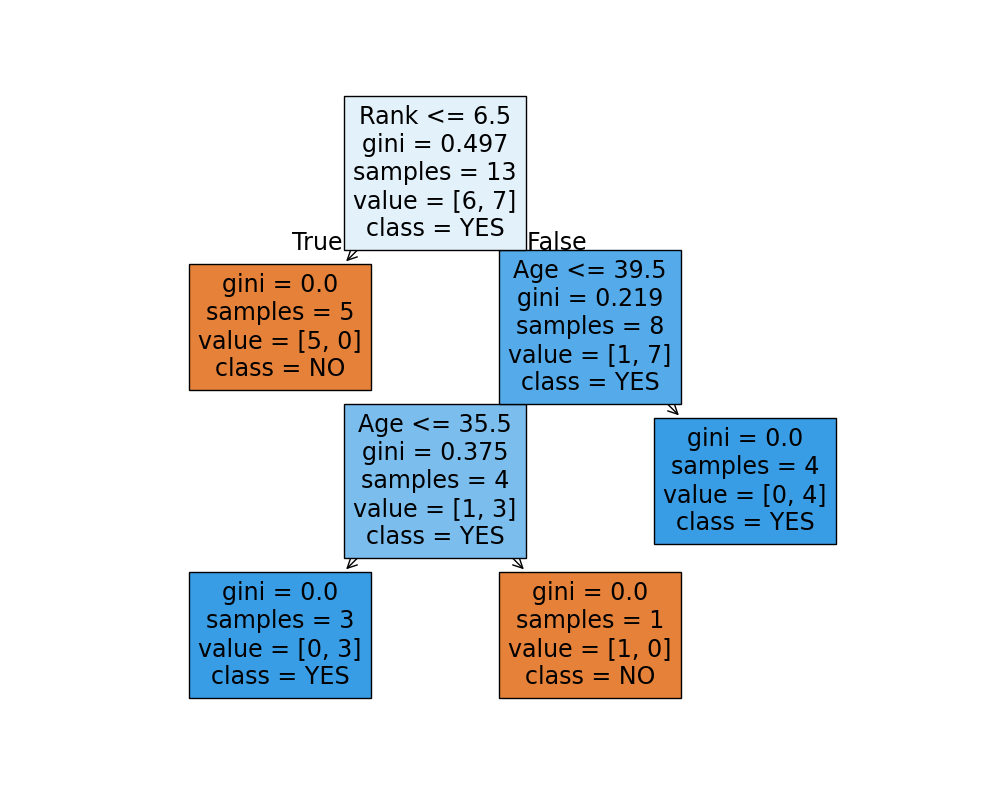 Rank <= 6.5
gini = 0.497
samples = 13
value = [6, 7]
class = YES
True
False
gini = 0.0
samples = 5
value = [5, 0]
class = NO
Age <= 39.5
gini = 0.219
samples = 8
value = [1, 7]
class = YES
Age <= 35.5
gini = 0.375
samples = 4
value = [1, 3]
class = YES
gini = 0.0
samples = 4
value = [0, 4]
class = YES
gini = 0.0
samples = 3
value = [0, 3]
class = YES
gini = 0.0
samples = 1
value = [1, 0]
class = NO